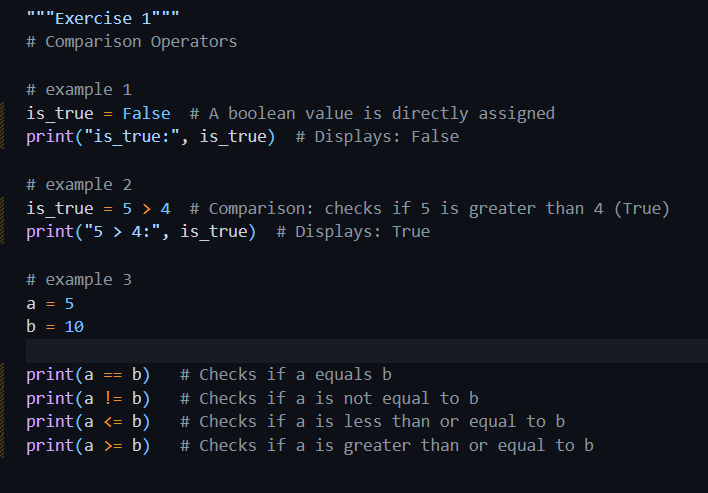 """Exercise 1"""
# Comparison Operators
# example 1
is_true = False  # A boolean value is directly assigned
print("is_true:", is_true)  # Displays: False
# example 2
is_true = 5 > 4  # Comparison: checks if 5 is greater than 4 (True)
print("5 > 4:", is_true)  # Displays: True
# example 3
a = 5
b = 10
print(a == b)   # Checks if a equals b
print(a != b)   # Checks if a is not equal to b
print(a <= b)   # Checks if a is less than or equal to b
print(a >= b)   # Checks if a is greater than or equal to b